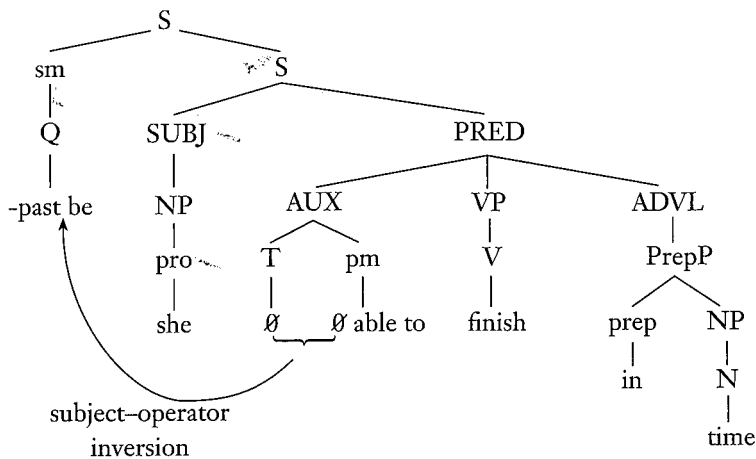 S
sm S
Q SUBJ PRED
-past be NP AUX VP ADVL
pro T pm V PrepP
she Ø Ø able to finish prep NP
in N
subject–operator
inversion
time